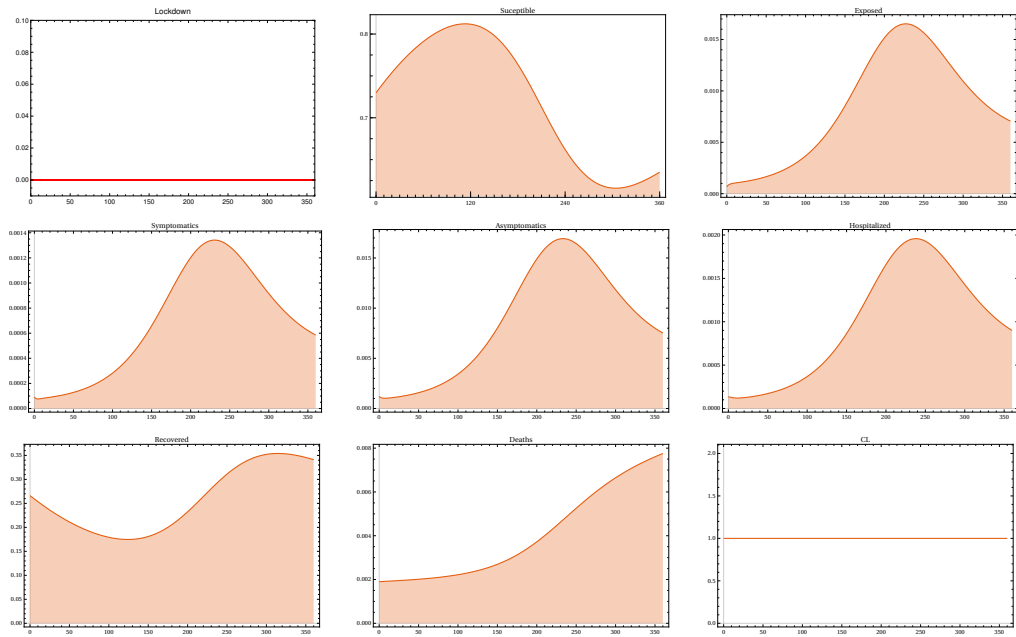 Lockdown
0.10
0.08
0.06
0.04
0.02
0.00
0 50 100 150 200 250 300 350
Suceptible
0.8
0.7
0 120 240 360
Exposed
0.015
0.010
0.005
0.000
0 50 100 150 200 250 300 350
Symptomatics
0.0014
0.0012
0.0010
0.0008
0.0006
0.0004
0.0002
0.0000
0 50 100 150 200 250 300 350
Asymptomatics
0.015
0.010
0.005
0.000
0 50 100 150 200 250 300 350
Hospitalized
0.0020
0.0015
0.0010
0.0005
0.0000
0 50 100 150 200 250 300 350
Recovered
0.35
0.30
0.25
0.20
0.15
0.10
0.05
0.00
0 50 100 150 200 250 300 350
Deaths
0.008
0.006
0.004
0.002
0.000
0 50 100 150 200 250 300 350
CL
2.0
1.5
1.0
0.5
0.0
0 50 100 150 200 250 300 350